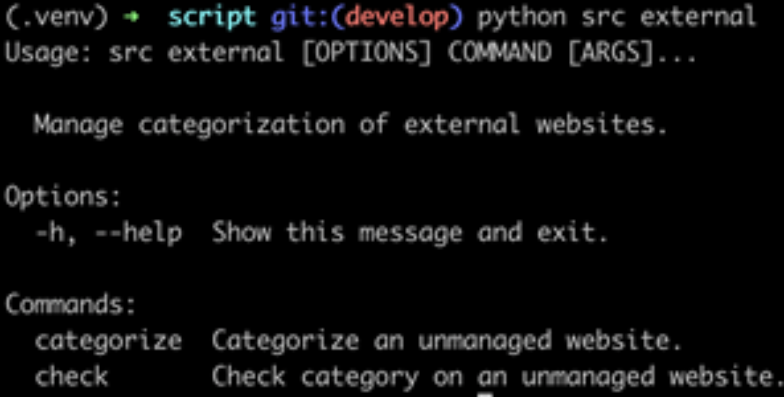 (.venv) ➜ script git:(develop) python src external
Usage: src external [OPTIONS] COMMAND [ARGS]...
Manage categorization of external websites.
Options:
-h, --help Show this message and exit.
Commands:
categorize Categorize an unmanaged website.
check Check category on an unmanaged website.